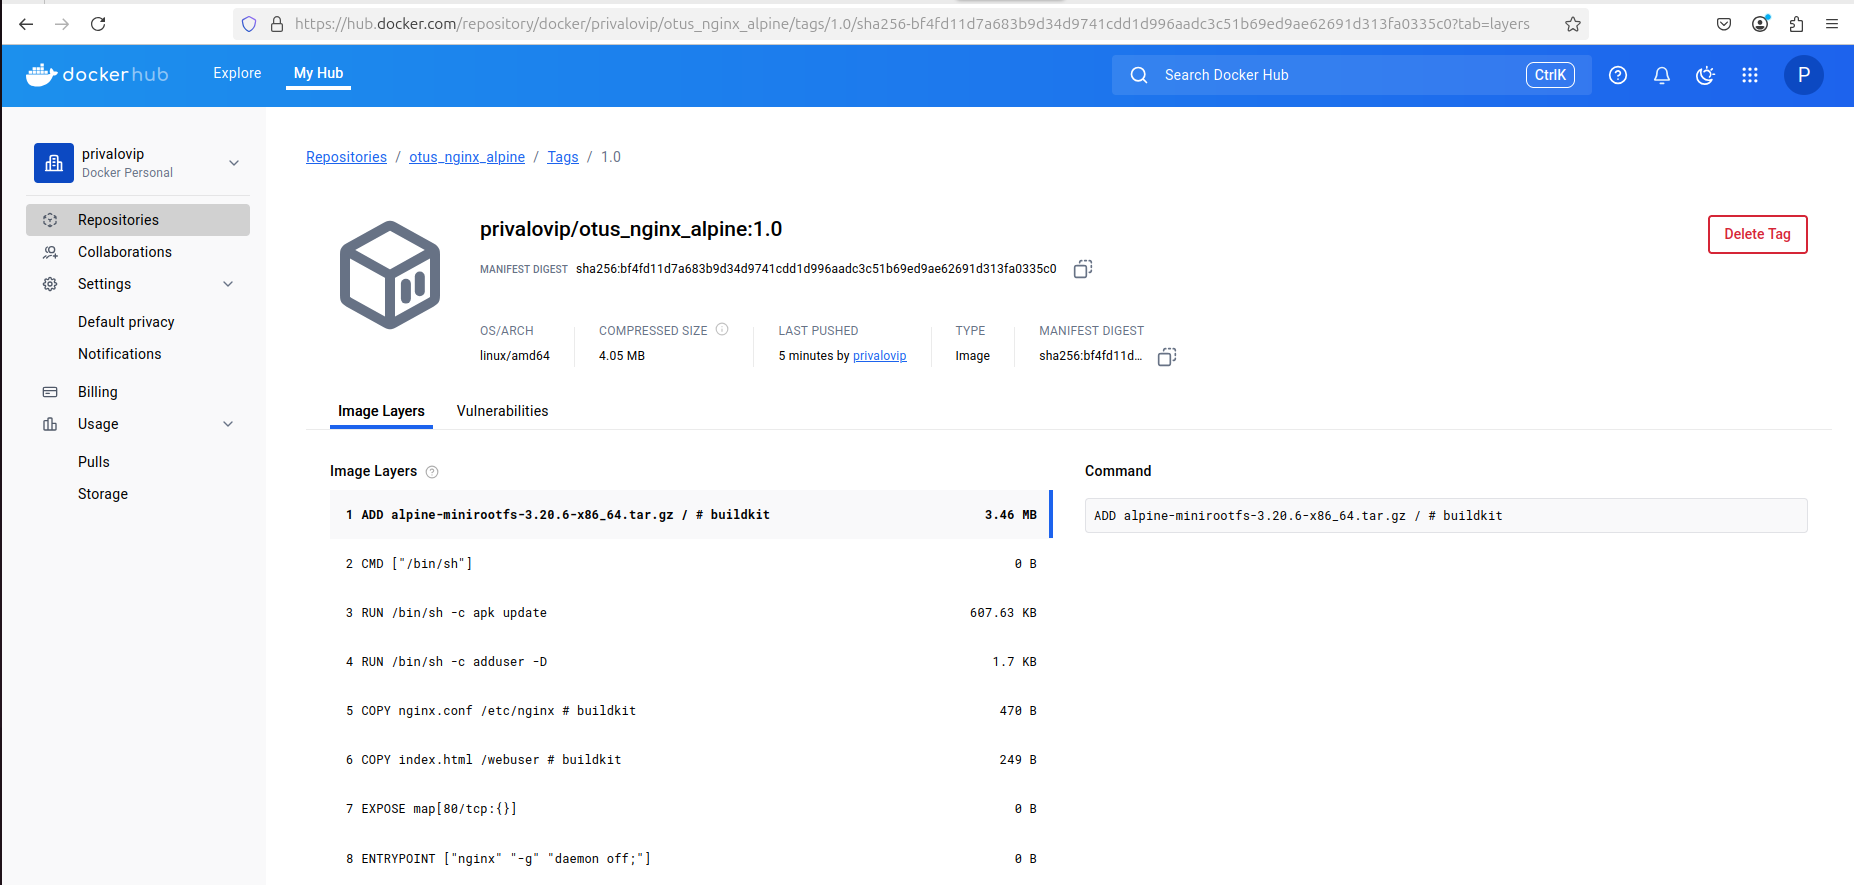 https://hub.docker.com/repository/docker/privalovip/otus_nginx_alpine/tags/1.0/sha256-bf4fd11d7a683b9d34d9741cdd1d996aadc3c51b69ed9ae62691d313fa0335c0?tab=layers
dockerhub
Explore
My Hub
Search Docker Hub
CtrlK
P
privalovip
Docker Personal
Repositories
Collaborations
Settings
Default privacy
Notifications
Billing
Usage
Pulls
Storage
Repositories / otus_nginx_alpine / Tags / 1.0
privalovip/otus_nginx_alpine:1.0
Delete Tag
MANIFEST DIGEST sha256:bf4fd11d7a683b9d34d9741cdd1d996aadc3c51b69ed9ae62691d313fa0335c0
OS/ARCH
linux/amd64
COMPRESSED SIZE
4.05 MB
LAST PUSHED
5 minutes by privalovip
TYPE
Image
MANIFEST DIGEST
sha256:bf4fd11d...
Image Layers
Vulnerabilities
Image Layers
1 ADD alpine-minirootfs-3.20.6-x86_64.tar.gz / # buildkit 3.46 MB
2 CMD ["/bin/sh"] 0 B
3 RUN /bin/sh -c apk update 607.63 KB
4 RUN /bin/sh -c adduser -D 1.7 KB
5 COPY nginx.conf /etc/nginx # buildkit 470 B
6 COPY index.html /webuser # buildkit 249 B
7 EXPOSE map[80/tcp:{}] 0 B
8 ENTRYPOINT ["nginx" "-g" "daemon off;"] 0 B
Command
ADD alpine-minirootfs-3.20.6-x86_64.tar.gz / # buildkit